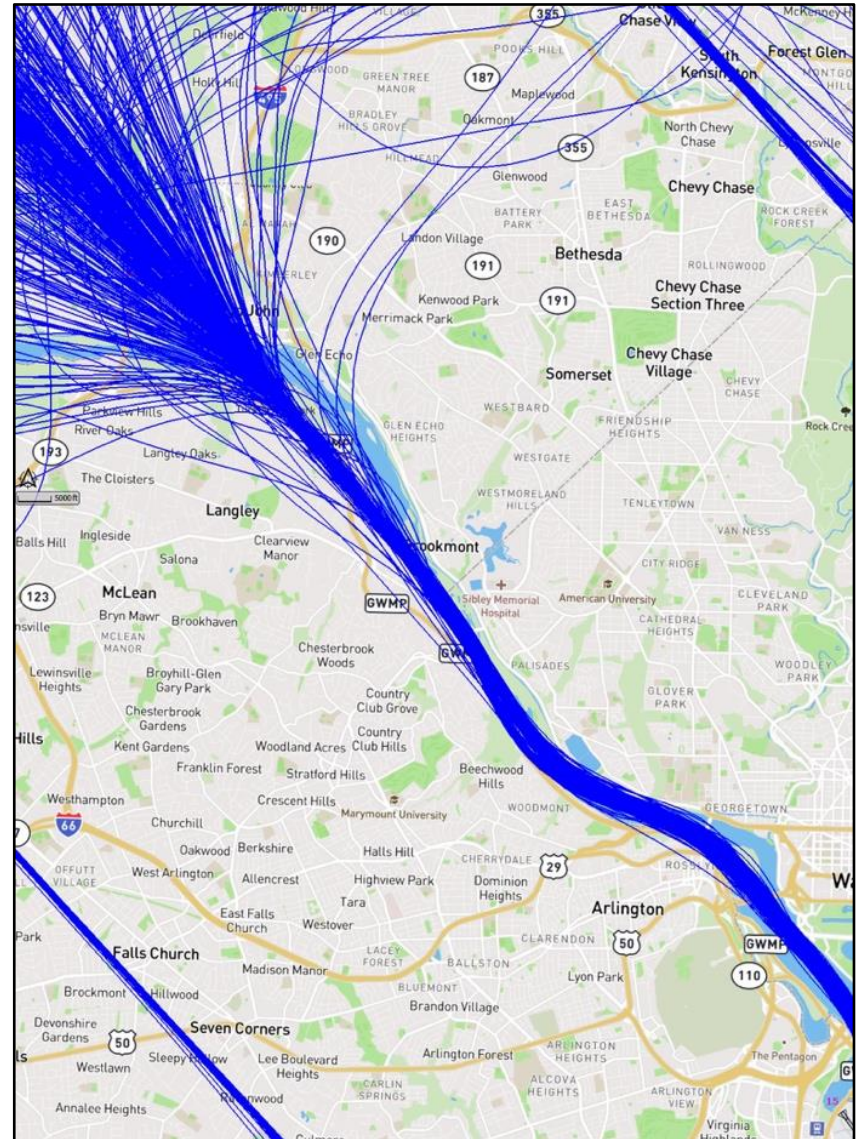 355
Chase View
Deerfield
POOKS HILL
South
Kensington
Forest Glen
187
GREEN TREE
MANOR
Holly Hill
Maplewood
BRADLEY
HILLS GROVE
Oakmont
North Chevy
Chase
355
HILLMEAD
Glenwood
Chevy Chase
BATTERY
PARK
EAST
BETHESDA
ROCK CREEK
FOREST
190
Landon Village
Bethesda
191
ROLLINGWOOD
Kenwood Park
191
Chevy Chase
Section Three
Merrimack Park
John
Glen Echo
Chevy Chase
Village
Somerset
CHEVY
CHASE
WESTBARD
Parkview Hills
River Oaks
GLEN ECHO
HEIGHTS
FRIENDSHIP
HEIGHTS
193
Langley Oaks
WESTGATE
The Cloisters
5000 ft
WESTMORELAND
HILLS
TENLEYTOWN
Langley
VAN NESS
Balls Hill
Ingleside
Clearview
Manor
Salona
CITY RIDGE
123
McLean
GWMP
Sibley Memorial
Hospital
American University
CLEVELAND
PARK
Bryn Mawr
Brookhaven
MCLEAN
MANOR
CATHEDRAL
HEIGHTS
Chesterbrook
Woods
PALISADES
WOODLEY
PARK
Lewinsville
Heights
Broyhill-Glen
Gary Park
Country
Club Grove
GLOVER
PARK
Chesterbrook
Gardens
Country
Club Hills
Kent Gardens
Woodland Acres
Franklin Forest
Stratford Hills
Beechwood
Hills
Westhampton
Crescent Hills
WOODMONT
GEORGETOWN
66
Churchill
Marymount University
Oakwood
Berkshire
Halls Hill
CHERRYDALE
29
OFFUTT
VILLAGE
West Arlington
Allencrest
Highview Park
Dominion
Heights
Tara
Arlington
East Falls
Church
Westover
CLARENDON
50
GWMP
Falls Church
LACEY
FOREST
BALLSTON
Madison Manor
Lyon Park
110
Brockmont
Hillwood
BLUEMONT
Brandon Village
Devonshire
Gardens
50
Seven Corners
ARLINGTON
HEIGHTS
The Pentagon
Westlawn
Lee Boulevard
Heights
Arlington Forest
CARLIN
SPRINGS
ALCOVA
HEIGHTS
ARLINGTON
VIEW
15
Annalee Heights
Virginia